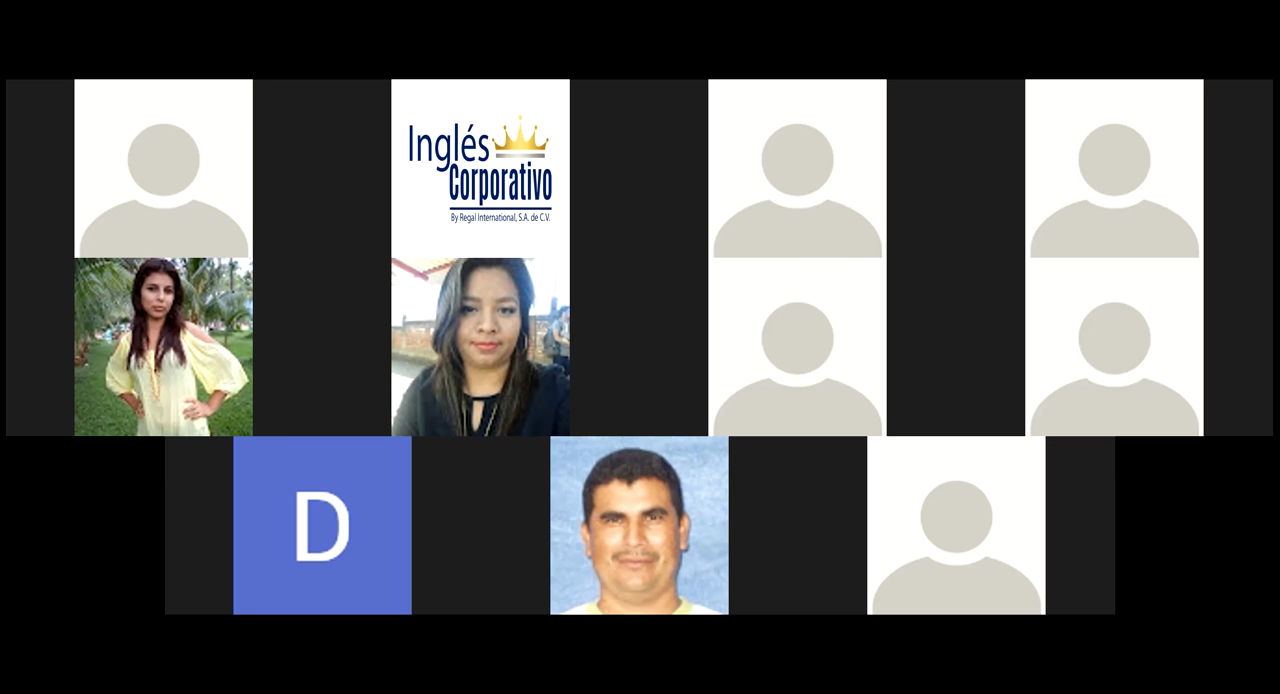 Inglés
Corporativo
By Regal International, S.A. de C.V.
D